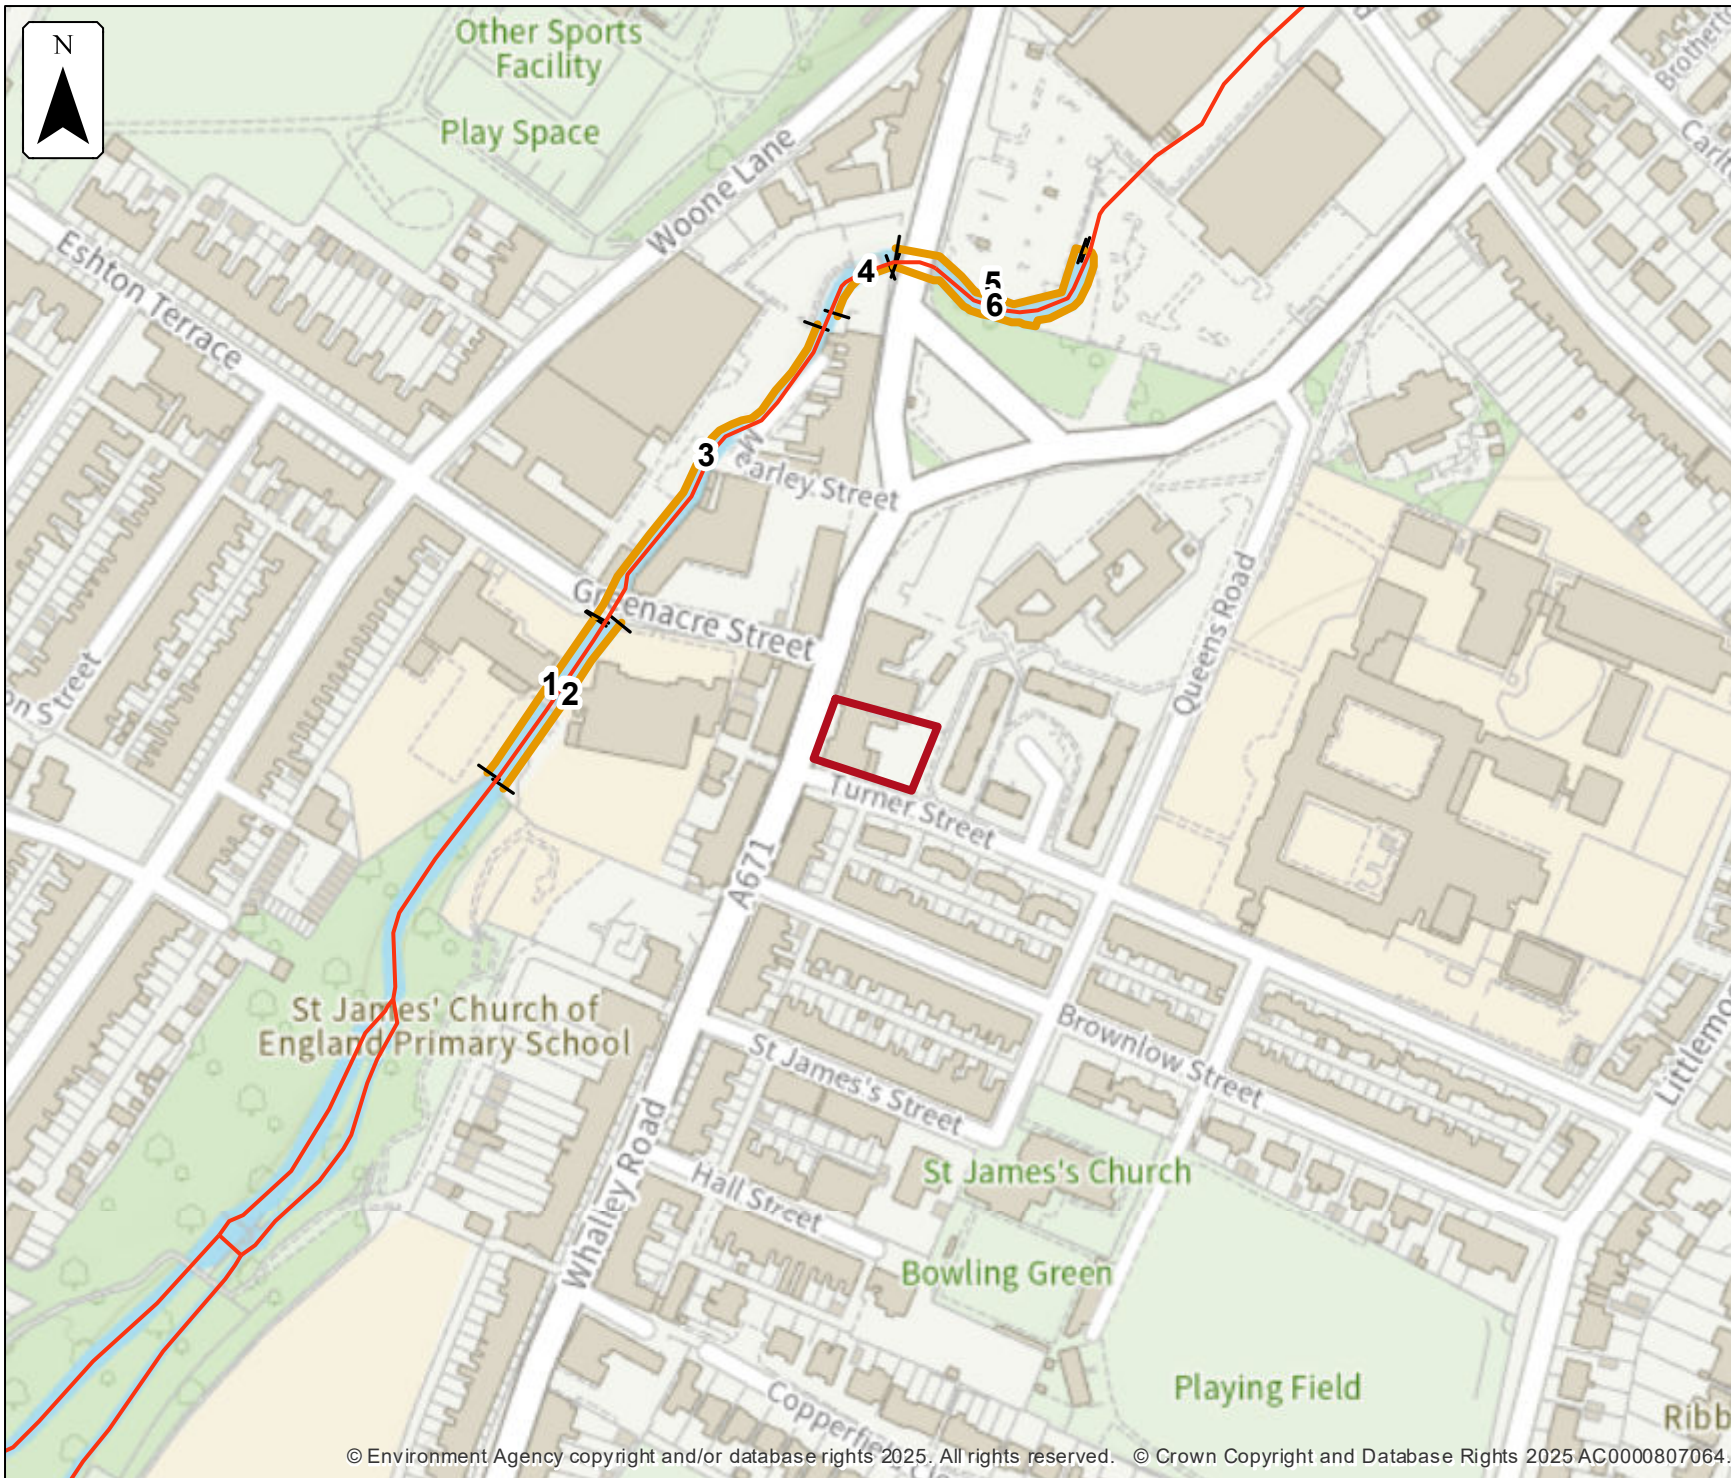 N
Other Sports
Facility
Play Space
Woone Lane
Eshton Terrace
4
5
6
3
earley Street
Greenacre Street
on Street
1
2
Queens Road
Turner Street
A671
St James' Church of
England Primary School
St James's Street
Brownlow Street
Whalley Road
Hall Street
St James's Church
Bowling Green
Playing Field
© Environment Agency copyright and/or database rights 2025. All rights reserved. © Crown Copyright and Database Rights 2025 AC0000807064.